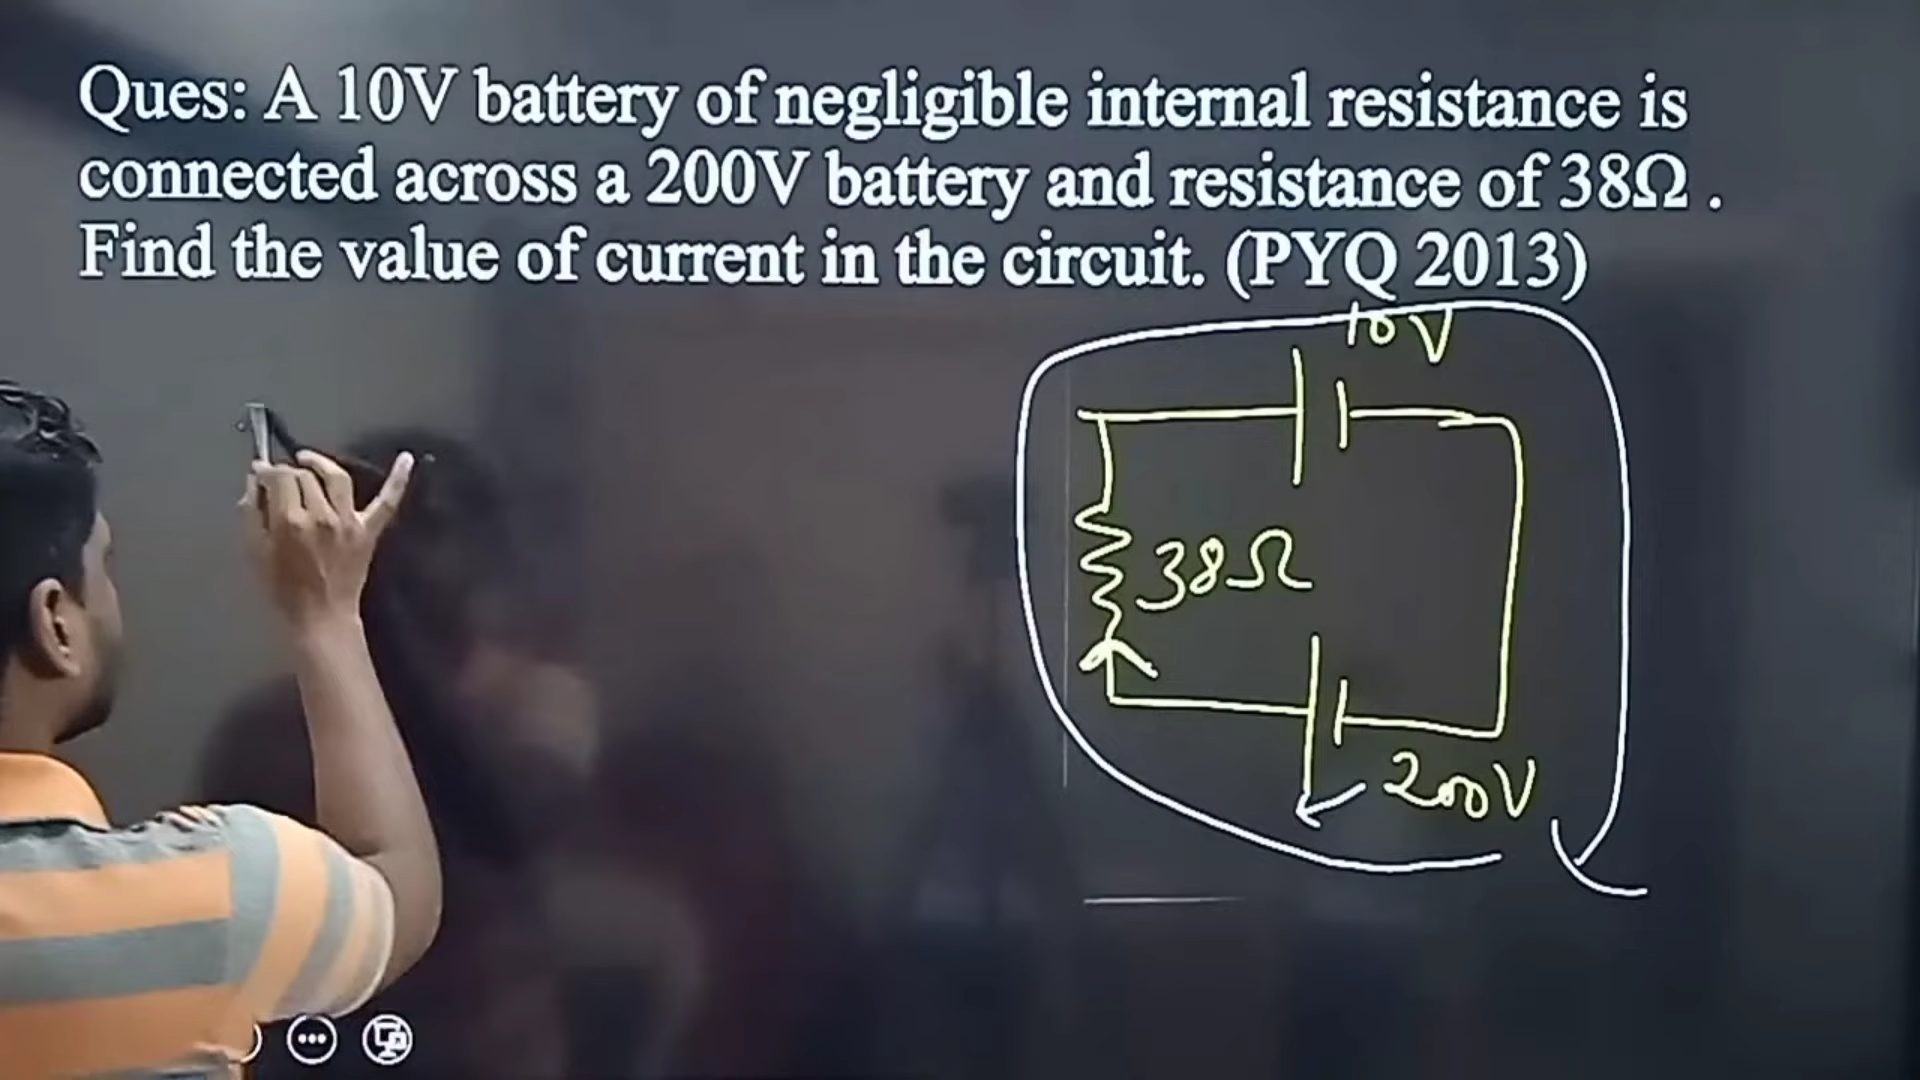 Ques: A 10V battery of negligible internal resistance is
connected across a 200V battery and resistance of 38Ω .
Find the value of current in the circuit. (PYQ 2013)
10V
38Ω
200V